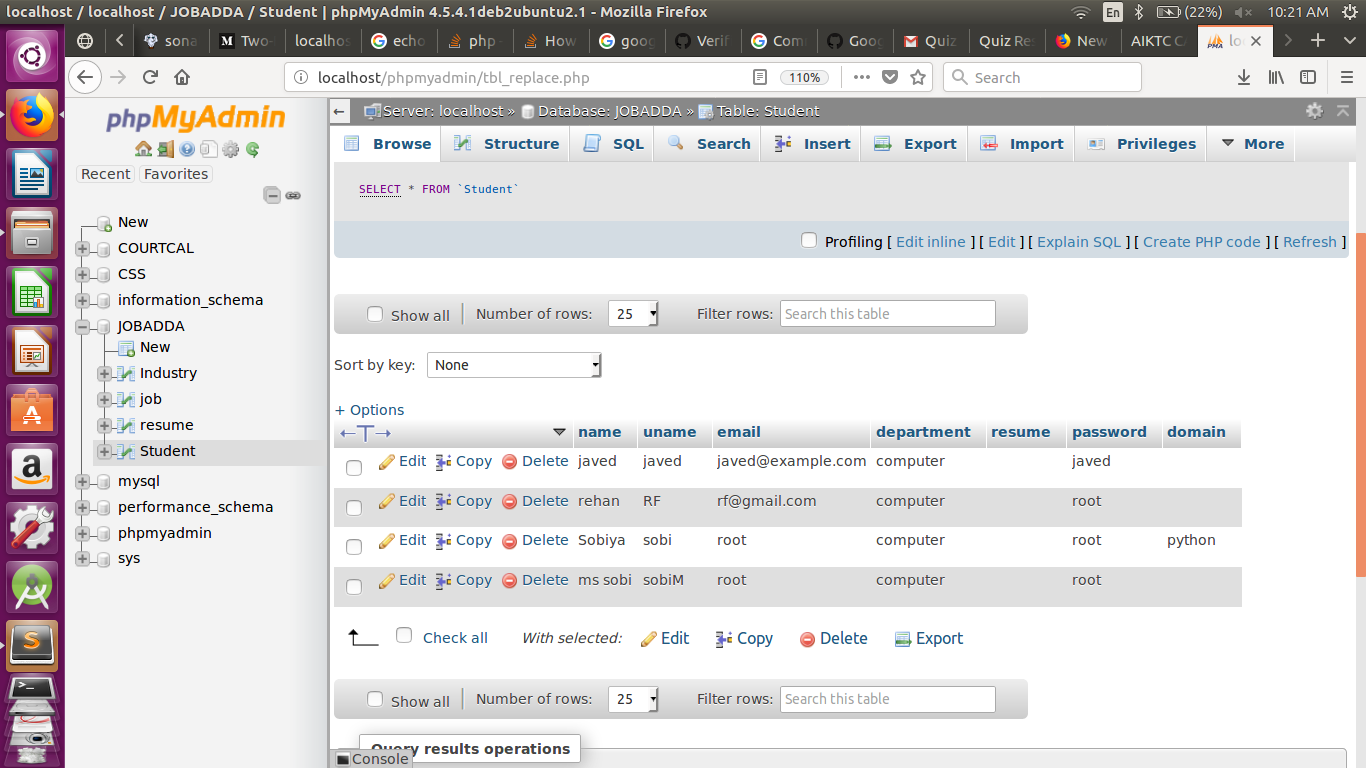 localhost / localhost / JOBADDA / Student | phpMyAdmin 4.5.4.1deb2ubuntu2.1 - Mozilla Firefox En (22%) 10:21 AM
sona Two- localhos echo php How goog Verif Com Goog Quiz Quiz Re New AIKTC C lo
localhost/phpmyadmin/tbl_replace.php 110% Search
phpMyAdmin
Recent Favorites
New
COURTCAL
CSS
information_schema
JOBADDA
New
Industry
job
resume
Student
mysql
performance_schema
phpmyadmin
sys
Server: localhost » Database: JOBADDA » Table: Student
Browse Structure SQL Search Insert Export Import Privileges More
SELECT * FROM `Student`
Profiling [ Edit inline ] [ Edit ] [ Explain SQL ] [ Create PHP code ] [ Refresh ]
Show all Number of rows: 25 Filter rows: Search this table
Sort by key: None
+ Options
←T→ name uname email department resume password domain
Edit Copy Delete javed javed javed@example.com computer javed
Edit Copy Delete rehan RF rf@gmail.com computer root
Edit Copy Delete Sobiya sobi root computer root python
Edit Copy Delete ms sobi sobiM root computer root
Check all With selected: Edit Copy Delete Export
Show all Number of rows: 25 Filter rows: Search this table
Query results operations
Console